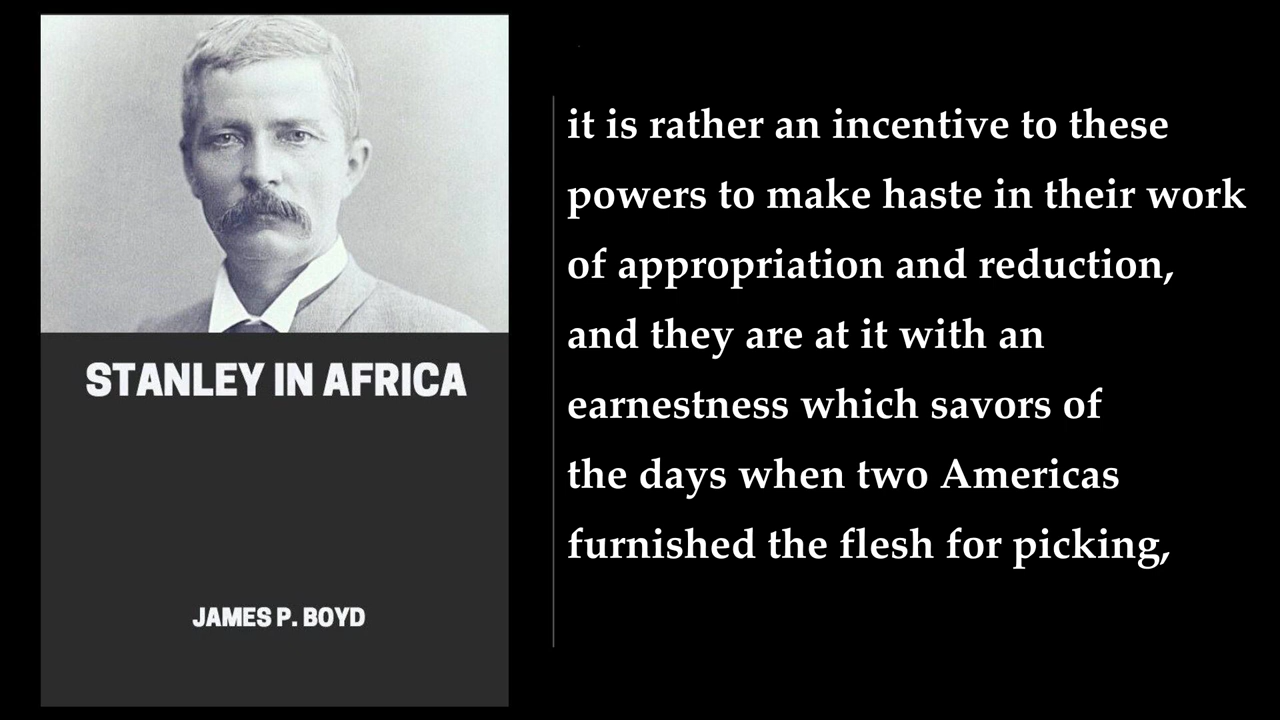 STANLEY IN AFRICA
JAMES P. BOYD
it is rather an incentive to these
powers to make haste in their work
of appropriation and reduction,
and they are at it with an
earnestness which savors of
the days when two Americas
furnished the flesh for picking,